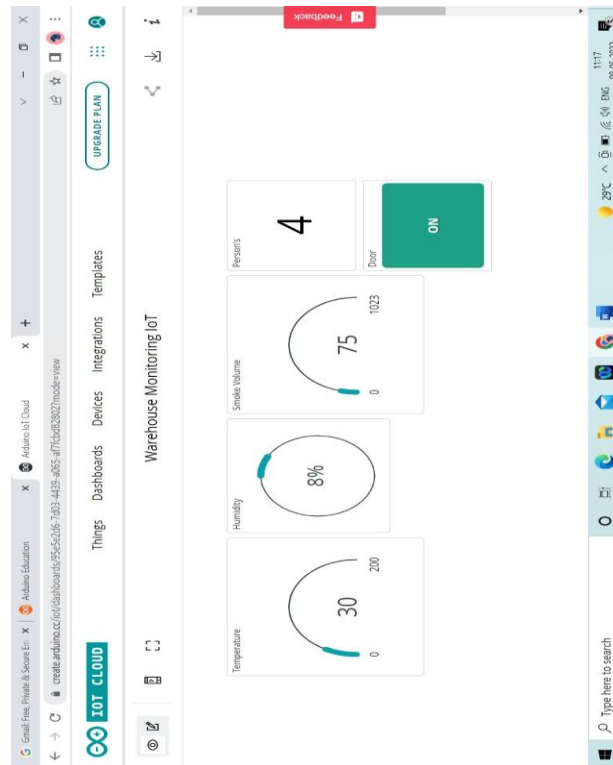 Gmail: Free, Private & Secure Em
Arduino Education
Arduino IoT Cloud
create.arduino.cc/iot/dashboards/95e5e2d6-7d03-4439-a065-af7fcbd82802?mode=view
IOT CLOUD
Things
Dashboards
Devices
Integrations
Templates
UPGRADE PLAN
Warehouse Monitoring IoT
Temperature
30
0
200
Humidity
8%
Smoke Volume
75
0
1023
Person's
4
Door
ON
Feedback
Type here to search
29°C
ENG
11:17